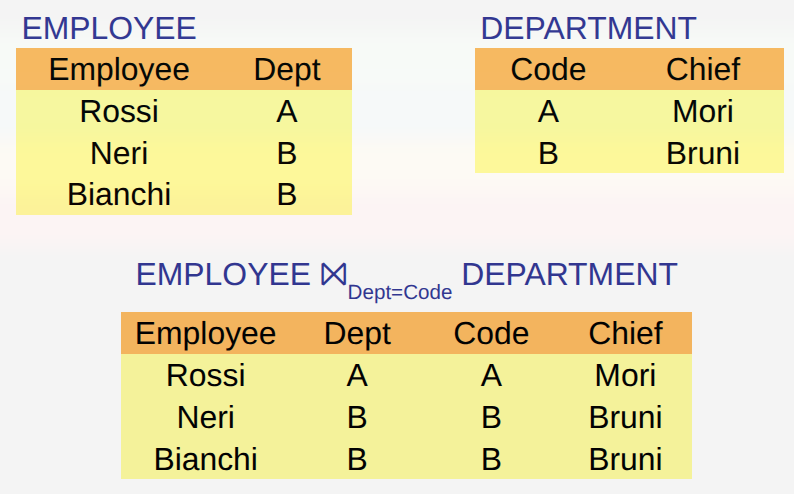 EMPLOYEE
Employee Dept
Rossi A
Neri B
Bianchi B
DEPARTMENT
Code Chief
A Mori
B Bruni
EMPLOYEE ⋈Dept=Code DEPARTMENT
Employee Dept Code Chief
Rossi A A Mori
Neri B B Bruni
Bianchi B B Bruni